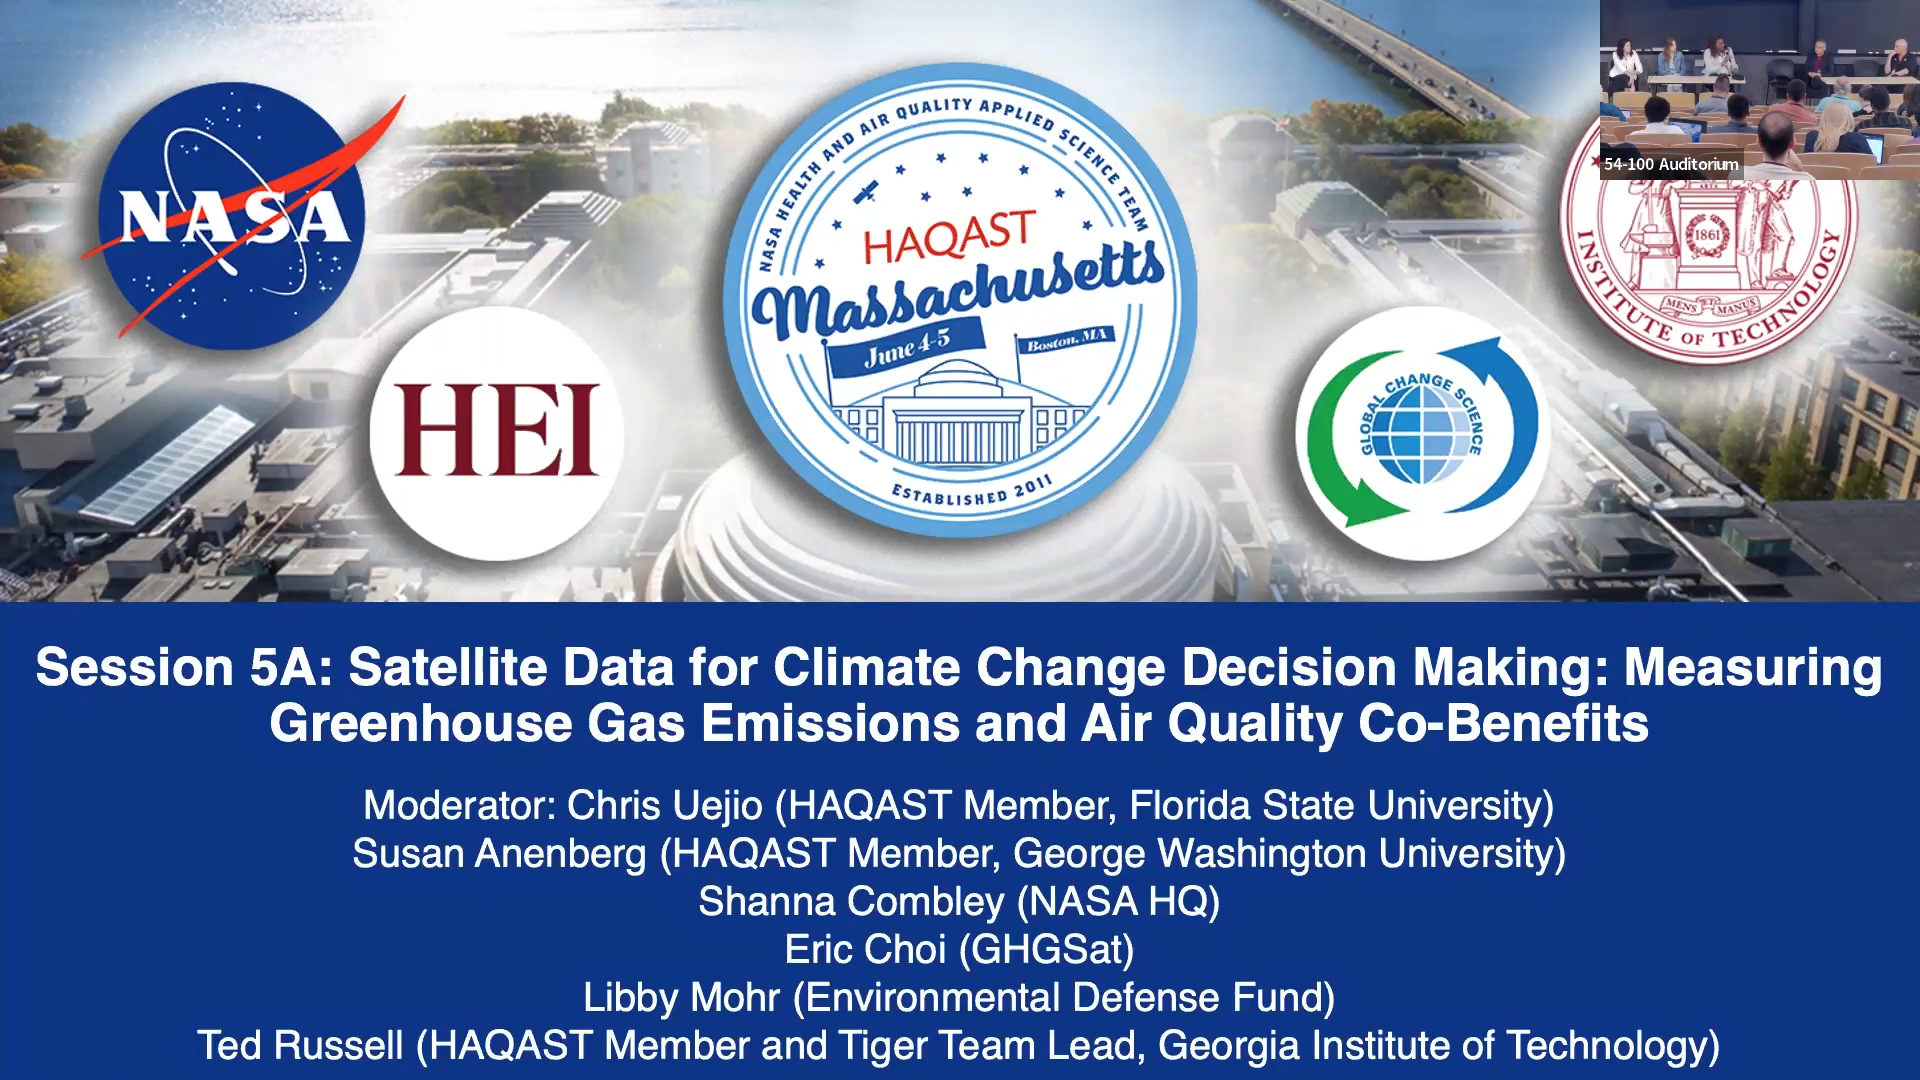 NASA
HEI
NASA HEALTH AND AIR QUALITY APPLIED SCIENCE TEAM
HAQAST
Massachusetts
June 4-5
Boston, MA
ESTABLISHED 2011
GLOBAL CHANGE SCIENCE
54-100 Auditorium
1861
MENS ET MANUS
INSTITUTE OF TECHNOLOGY
Session 5A: Satellite Data for Climate Change Decision Making: Measuring
Greenhouse Gas Emissions and Air Quality Co-Benefits
Moderator: Chris Uejio (HAQAST Member, Florida State University)
Susan Anenberg (HAQAST Member, George Washington University)
Shanna Combley (NASA HQ)
Eric Choi (GHGSat)
Libby Mohr (Environmental Defense Fund)
Ted Russell (HAQAST Member and Tiger Team Lead, Georgia Institute of Technology)